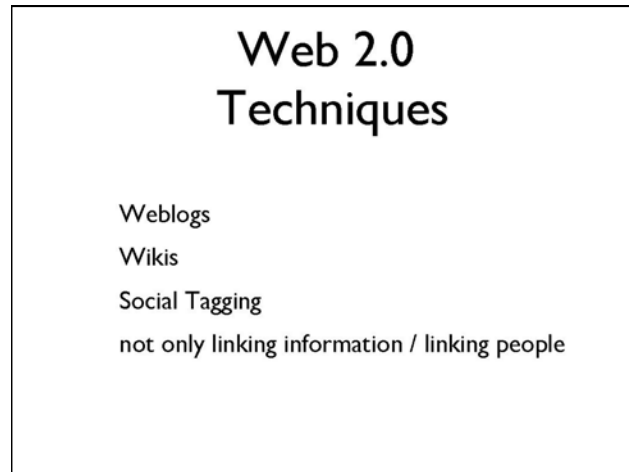 Web 2.0
Techniques
Weblogs
Wikis
Social Tagging
not only linking information / linking people